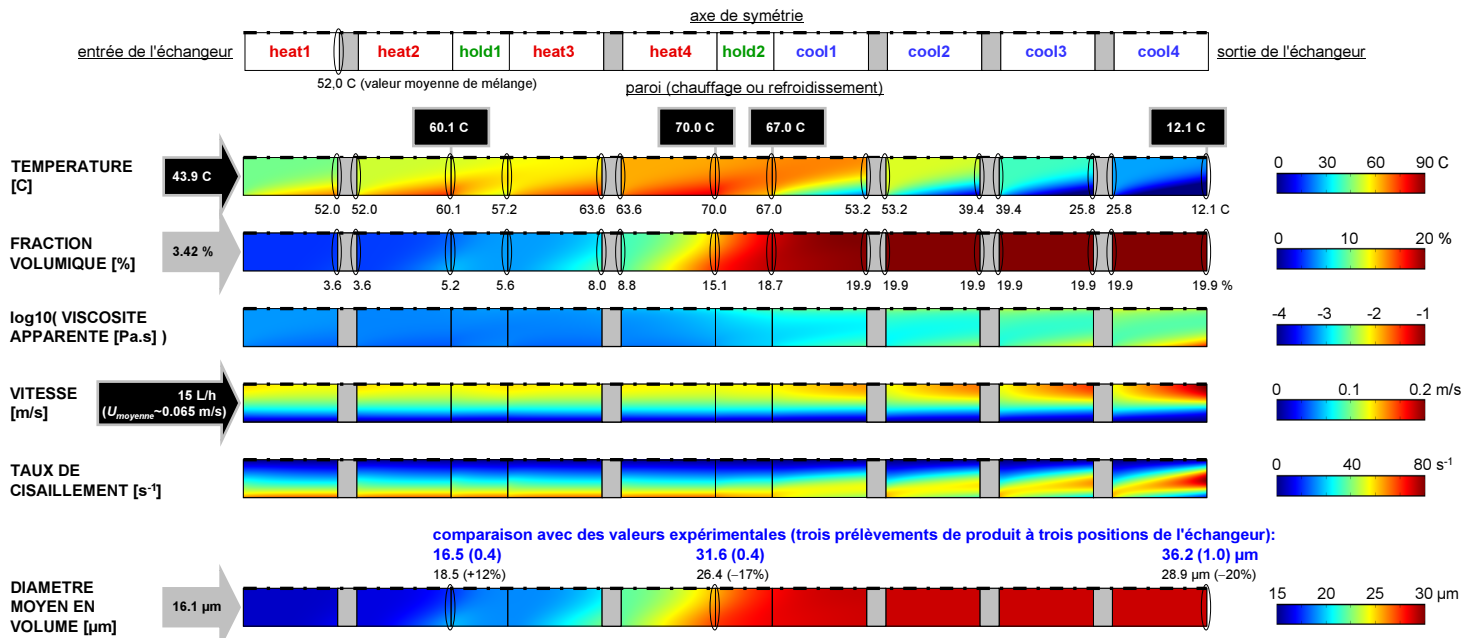 axe de symétrie
entrée de l'échangeur heat1 heat2 hold1 heat3 heat4 hold2 cool1 cool2 cool3 cool4 sortie de l'échangeur
52,0 C (valeur moyenne de mélange)
paroi (chauffage ou refroidissement)
60.1 C 70.0 C 67.0 C 12.1 C
TEMPERATURE
[C]
43.9 C
0 30 60 90 C
52.0 52.0 60.1 57.2 63.6 63.6 70.0 67.0 53.2 53.2 39.4 39.4 25.8 25.8 12.1 C
FRACTION
VOLUMIQUE [%]
3.42 %
0 10 20 %
3.6 3.6 5.2 5.6 8.0 8.8 15.1 18.7 19.9 19.9 19.9 19.9 19.9 19.9 19.9 %
log10( VISCOSITE
APPARENTE [Pa.s] )
-4 -3 -2 -1
VITESSE
[m/s]
15 L/h
(Umoyenne~0.065 m/s)
0 0.1 0.2 m/s
TAUX DE
CISAILLEMENT [s-1]
0 40 80 s-1
comparaison avec des valeurs expérimentales (trois prélèvements de produit à trois positions de l'échangeur):
16.5 (0.4) 31.6 (0.4) 36.2 (1.0) µm
18.5 (+12%) 26.4 (–17%) 28.9 µm (–20%)
DIAMETRE
MOYEN EN
VOLUME [µm]
16.1 µm
15 20 25 30 µm